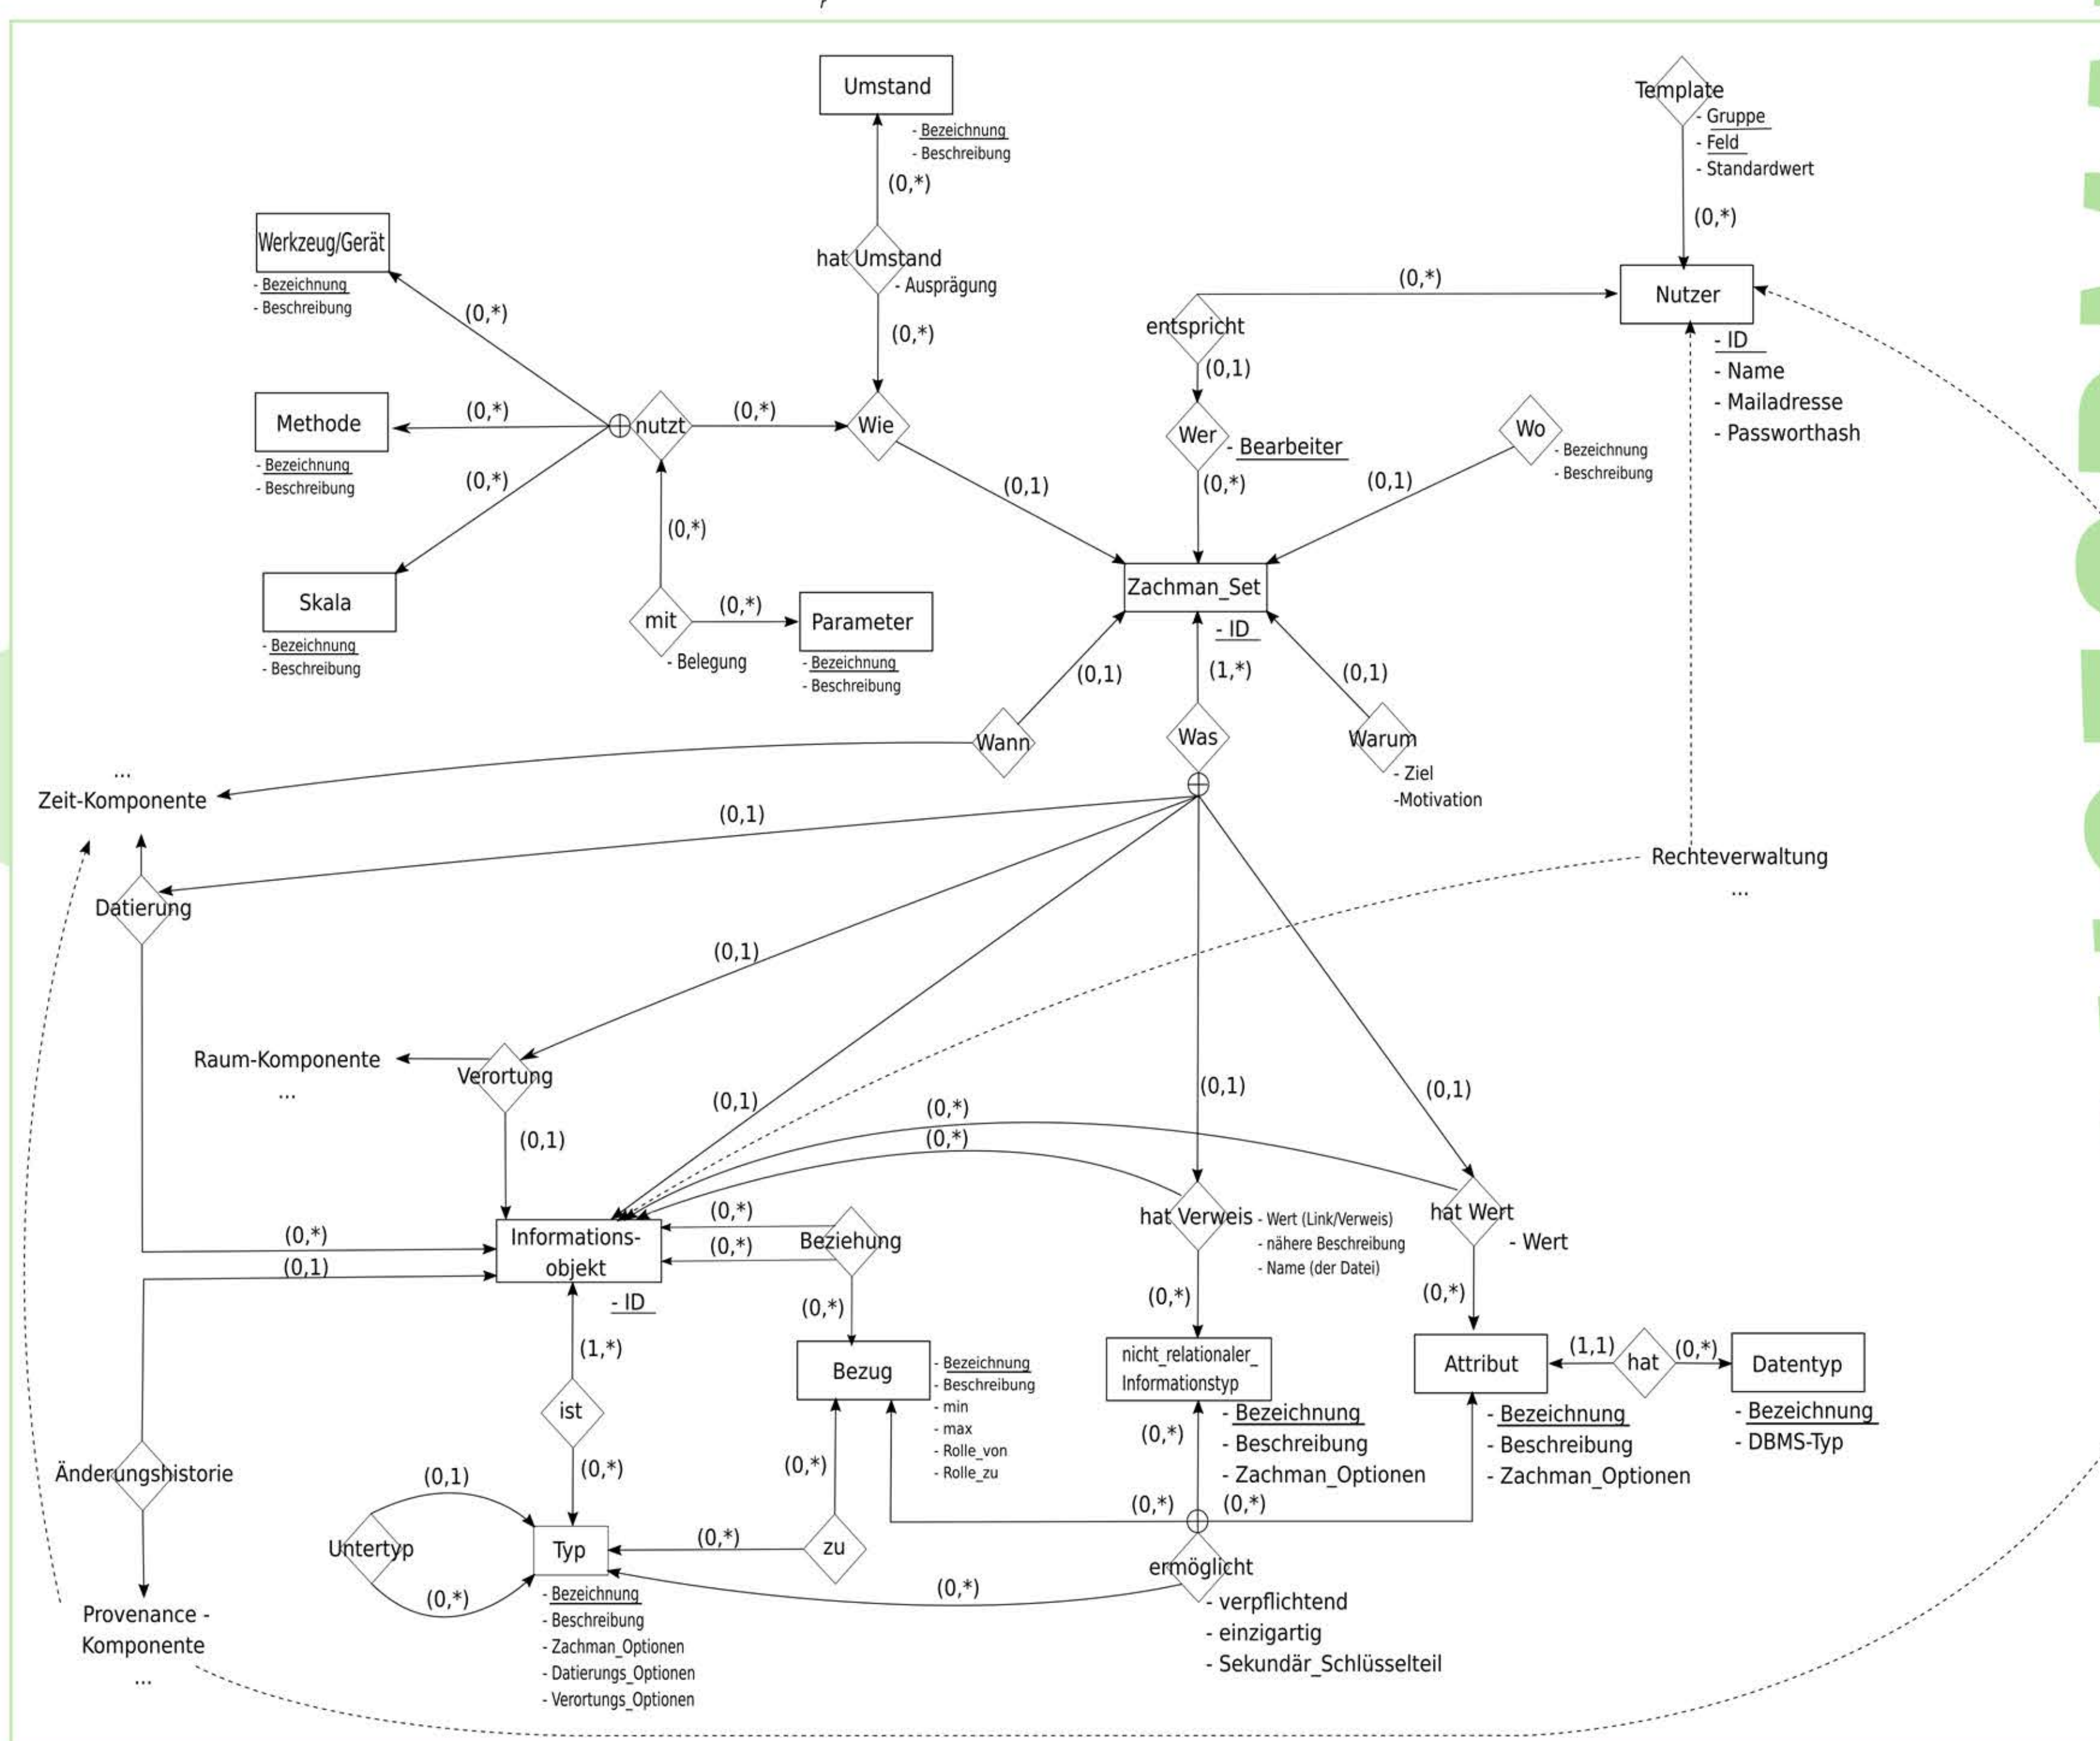 Umstand
- Bezeichnung
- Beschreibung
(0,*)
hat Umstand
- Ausprägung
(0,*)
Template
- Gruppe
- Feld
- Standardwert
(0,*)
Werkzeug/Gerät
- Bezeichnung
- Beschreibung
(0,*)
Methode
- Bezeichnung
- Beschreibung
(0,*)
Skala
- Bezeichnung
- Beschreibung
(0,*)
nutzt
(0,*)
Wie
(0,1)
(0,*)
mit
- Belegung
(0,*)
Parameter
- Bezeichnung
- Beschreibung
(0,*)
entspricht
(0,1)
Nutzer
- ID
- Name
- Mailadresse
- Passworthash
Wer
- Bearbeiter
(0,*)
Wo
- Bezeichnung
- Beschreibung
(0,1)
Zachman_Set
- ID
(0,1)
(1,*)
(0,1)
Wann
Was
Warum
- Ziel
-Motivation
...
Zeit-Komponente
(0,1)
Datierung
Rechteverwaltung
...
(0,1)
Raum-Komponente
...
Verortung
(0,1)
(0,1)
(0,1)
(0,1)
(0,*)
(0,*)
(0,*)
(0,1)
Informations-
objekt
- ID
(0,*)
(0,*)
Beziehung
(0,*)
hat Verweis
- Wert (Link/Verweis)
- nähere Beschreibung
- Name (der Datei)
(0,*)
hat Wert
- Wert
(0,*)
(1,*)
ist
(0,*)
Bezug
- Bezeichnung
- Beschreibung
- min
- max
- Rolle_von
- Rolle_zu
nicht_relationaler_
Informationstyp
- Bezeichnung
- Beschreibung
- Zachman_Optionen
(0,*)
Attribut
- Bezeichnung
- Beschreibung
- Zachman_Optionen
(1,1)
hat
(0,*)
Datentyp
- Bezeichnung
- DBMS-Typ
Änderungshistorie
(0,1)
Untertyp
(0,*)
Typ
- Bezeichnung
- Beschreibung
- Zachman_Optionen
- Datierungs_Optionen
- Verortungs_Optionen
(0,*)
zu
(0,*)
(0,*)
(0,*)
ermöglicht
- verpflichtend
- einzigartig
- Sekundär_Schlüsselteil
(0,*)
Provenance -
Komponente
...